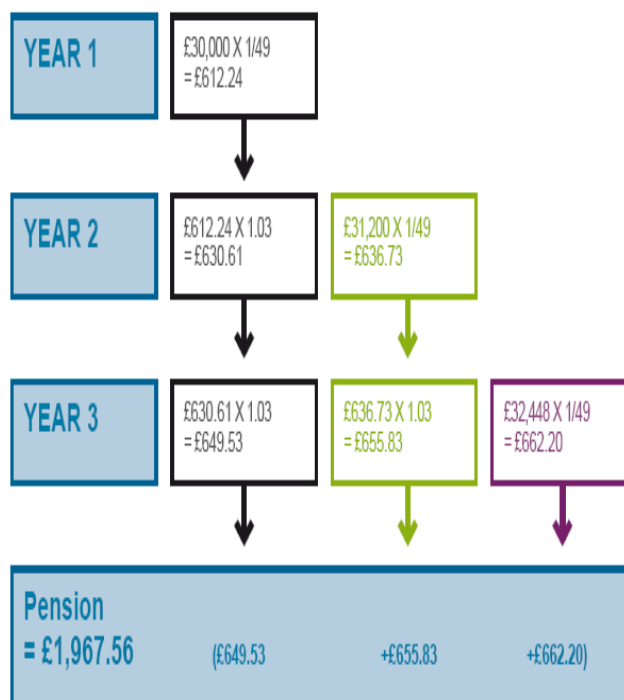 YEAR 1
£30,000 X 1/49
= £612.24
YEAR 2
£612.24 X 1.03
= £630.61
£31,200 X 1/49
= £636.73
YEAR 3
£630.61 X 1.03
= £649.53
£636.73 X 1.03
= £655.83
£32,448 X 1/49
= £662.20
Pension
= £1,967.56 (£649.53 +£655.83 +£662.20)